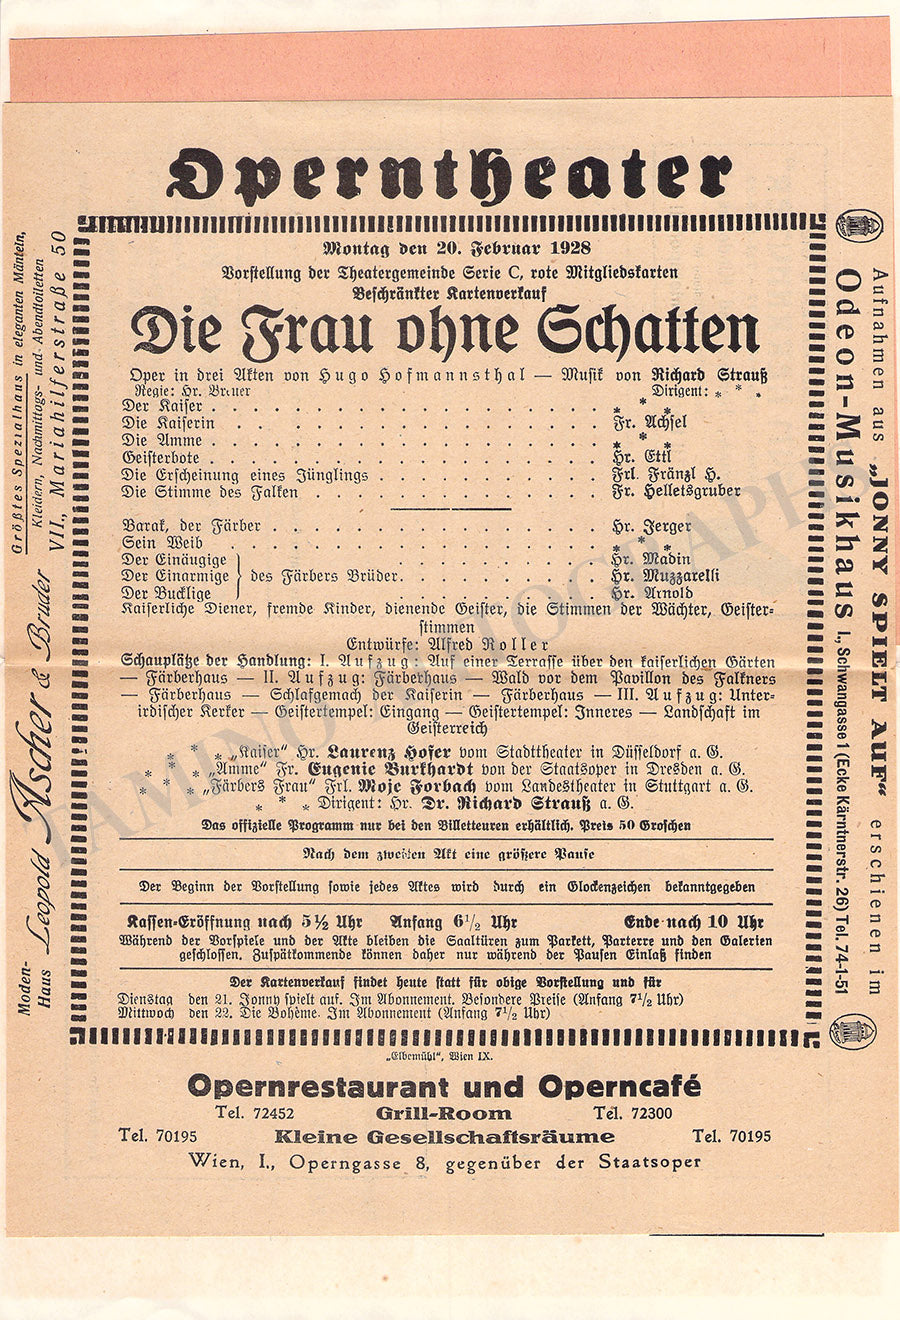 Operntheater
Montag den 20. Februar 1928
Vorstellung der Theatergemeinde Serie C, rote Mitgliedskarten
Beschränkter Kartenverkauf
Die Frau ohne Schatten
Oper in drei Akten von Hugo Hofmannsthal — Musik von Richard Strauß
Regie: Hr. Breuer Dirigent: * * *
Der Kaiser . . . . . . . . . . . . . . . . . . * * *
Die Kaiserin . . . . . . . . . . . . . . . . . Fr. Achsel
Die Amme . . . . . . . . . . . . . . . . . . * * *
Geisterbote . . . . . . . . . . . . . . . . . . Hr. Ettl
Die Erscheinung eines Jünglings . . . . . . . . . . Frl. Fränzl H.
Die Stimme des Falken . . . . . . . . . . . . . Fr. Helletsgruber
Barak, der Färber . . . . . . . . . . . . . . . Hr. Jerger
Sein Weib . . . . . . . . . . . . . . . . . . * * *
Der Einäugige . . . . . . . . . . . . . . . . Hr. Madin
Der Einarmige } des Färbers Brüder. . . . . . . . . Hr. Muzzarelli
Der Bucklige . . . . . . . . . . . . . . . . Hr. Arnold
Kaiserliche Diener, fremde Kinder, dienende Geister, die Stimmen der Wächter, Geister-
stimmen
Entwürfe: Alfred Roller
Schauplätze der Handlung: I. Aufzug: Auf einer Terrasse über den kaiserlichen Gärten
— Färberhaus — II. Aufzug: Färberhaus — Wald vor dem Pavillon des Falkners
— Färberhaus — Schlafgemach der Kaiserin — Färberhaus — III. Aufzug: Unter-
irdischer Kerker — Geistertempel: Eingang — Geistertempel: Inneres — Landschaft im
Geisterreich
* * * „Kaiser" Hr. Laurenz Hofer vom Stadttheater in Düsseldorf a. G.
* * * „Amme" Fr. Eugenie Burkhardt von der Staatsoper in Dresden a. G.
* * * „Färbers Frau" Frl. Moje Forbach vom Landestheater in Stuttgart a. G.
* * * Dirigent: Hr. Dr. Richard Strauß a. G.
Das offizielle Programm nur bei den Billetteuren erhältlich. Preis 50 Groschen
Nach dem zweiten Akt eine größere Pause
Der Beginn der Vorstellung sowie jedes Aktes wird durch ein Glockenzeichen bekanntgegeben
Kassen-Eröffnung nach 5½ Uhr Anfang 6½ Uhr Ende nach 10 Uhr
Während der Vorspiele und der Akte bleiben die Saaltüren zum Parkett, Parterre und den Galerien
geschlossen. Zuspätkommende können daher nur während der Pausen Einlaß finden
Der Kartenverkauf findet heute statt für obige Vorstellung und für
Dienstag den 21. Jonny spielt auf. Im Abonnement. Besondere Preise (Anfang 7½ Uhr)
Mittwoch den 22. Die Bohème. Im Abonnement (Anfang 7½ Uhr)
„Elbemühl", Wien IX.
Opernrestaurant und Operncafé
Tel. 72452 Grill-Room Tel. 72300
Tel. 70195 Kleine Gesellschaftsräume Tel. 70195
Wien, I., Operngasse 8, gegenüber der Staatsoper
Moden-
Haus Leopold Ascher & Bruder
Größtes Spezialhaus in eleganten Mänteln,
Kleidern, Nachmittags- und Abendtoiletten
VII., Mariahilferstraße 50
Aufnahmen aus „JONNY SPIELT AUF" erschienen im
Odeon-Musikhaus I., Schwangasse 1 (Ecke Kärntnerstr. 26) Tel. 74-1-51
TAMINO AUTOGRAPHS